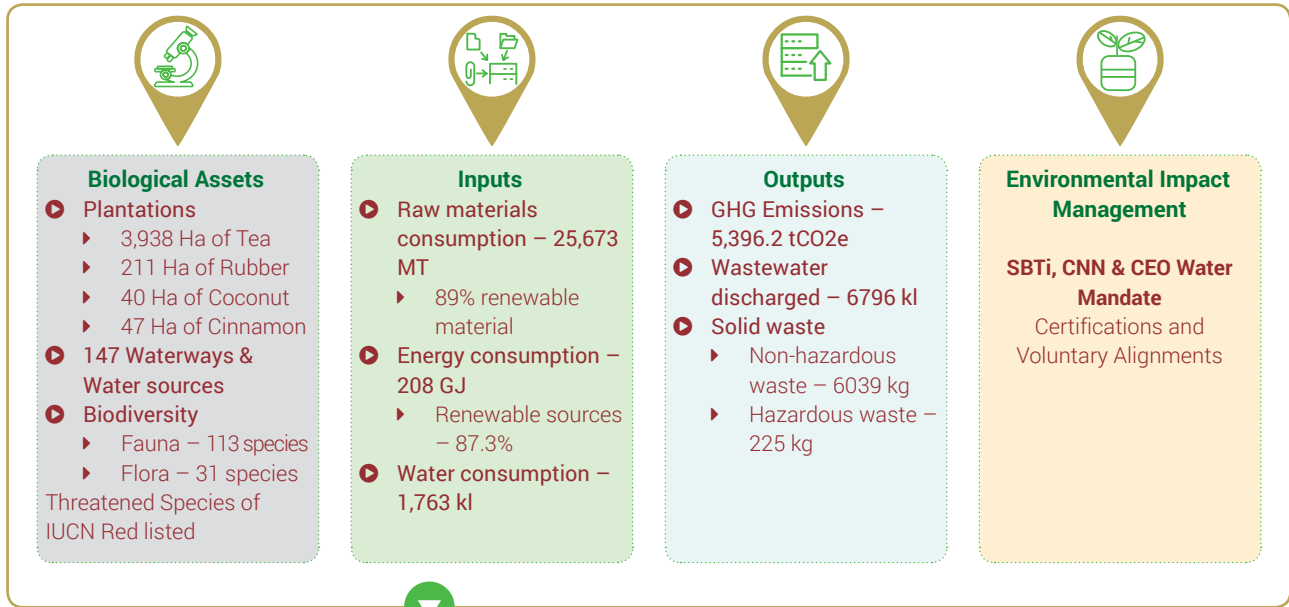 Biological Assets
Plantations
3,938 Ha of Tea
211 Ha of Rubber
40 Ha of Coconut
47 Ha of Cinnamon
147 Waterways &
Water sources
Biodiversity
Fauna – 113 species
Flora – 31 species
Threatened Species of
IUCN Red listed
Inputs
Raw materials
consumption – 25,673
MT
89% renewable
material
Energy consumption –
208 GJ
Renewable sources
– 87.3%
Water consumption –
1,763 kl
Outputs
GHG Emissions –
5,396.2 tCO2e
Wastewater
discharged – 6796 kl
Solid waste
Non-hazardous
waste – 6039 kg
Hazardous waste –
225 kg
Environmental Impact
Management
SBTi, CNN & CEO Water
Mandate
Certifications and
Voluntary Alignments